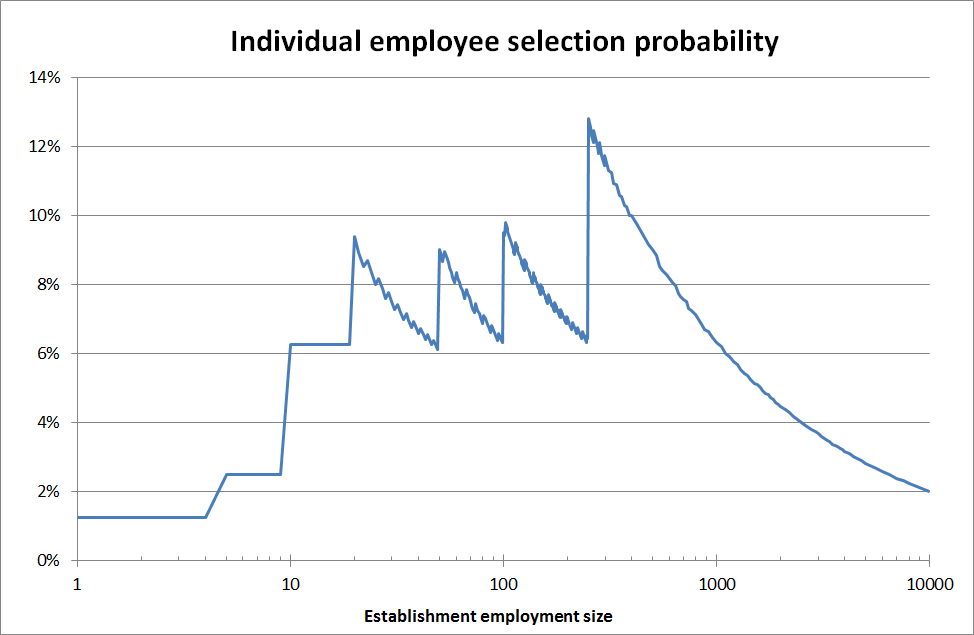 Individual employee selection probability
14%
12%
10%
8%
6%
4%
2%
0%
1 10 100 1000 10000
Establishment employment size